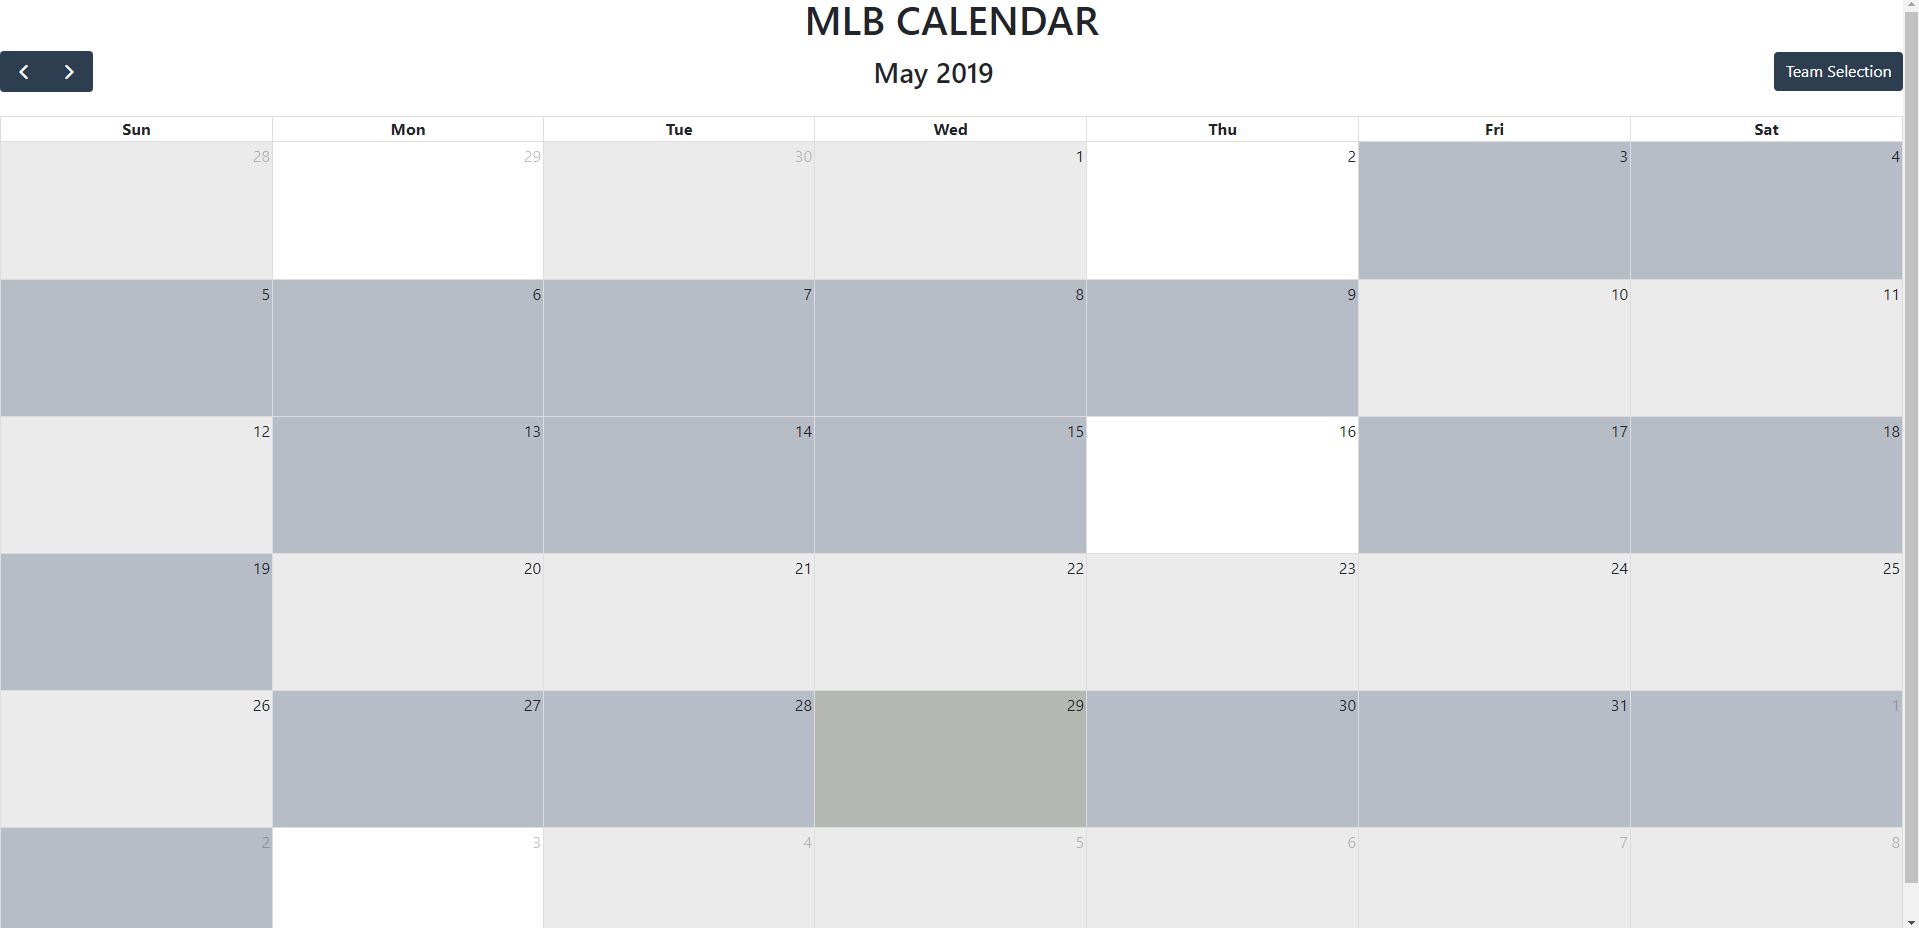 MLB CALENDAR
May 2019
Team Selection
Sun Mon Tue Wed Thu Fri Sat
28 29 30 1 2 3 4
5 6 7 8 9 10 11
12 13 14 15 16 17 18
19 20 21 22 23 24 25
26 27 28 29 30 31 1
2 3 4 5 6 7 8